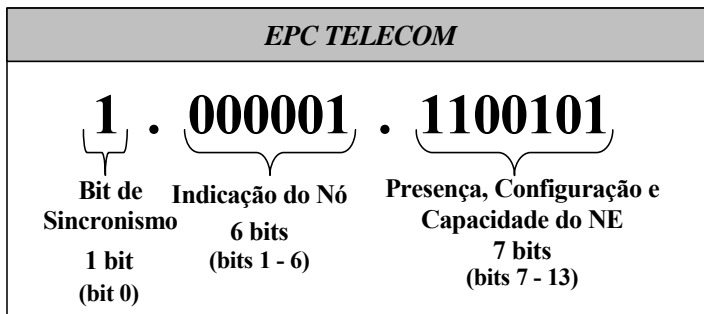 EPC TELECOM
1 . 000001 . 1100101
Bit de
Sincronismo
1 bit
(bit 0)
Indicação do Nó
6 bits
(bits 1 - 6)
Presença, Configuração e
Capacidade do NE
7 bits
(bits 7 - 13)